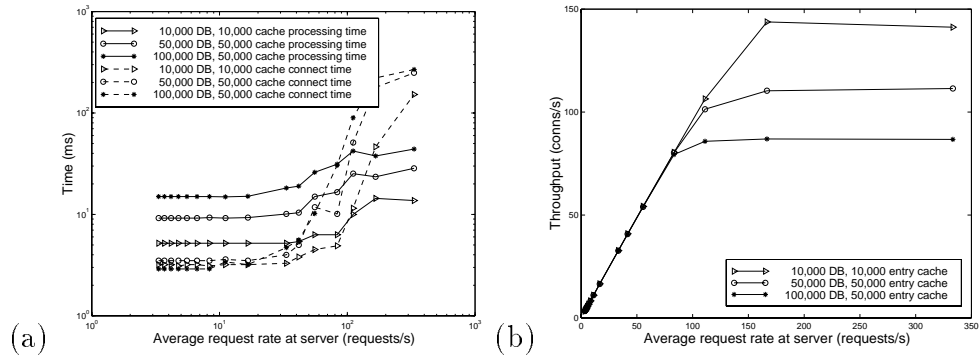 10³
10,000 DB, 10,000 cache processing time
50,000 DB, 50,000 cache processing time
100,000 DB, 50,000 cache processing time
10,000 DB, 10,000 cache connect time
50,000 DB, 50,000 cache connect time
100,000 DB, 50,000 cache connect time
10²
10¹
10⁰
Time (ms)
10⁰ 10¹ 10² 10³
Average request rate at server (requests/s)
(a)
150
100
50
0
Throughput (conns/s)
10,000 DB, 10,000 entry cache
50,000 DB, 50,000 entry cache
100,000 DB, 50,000 entry cache
0 50 100 150 200 250 300 350
Average request rate at server (requests/s)
(b)